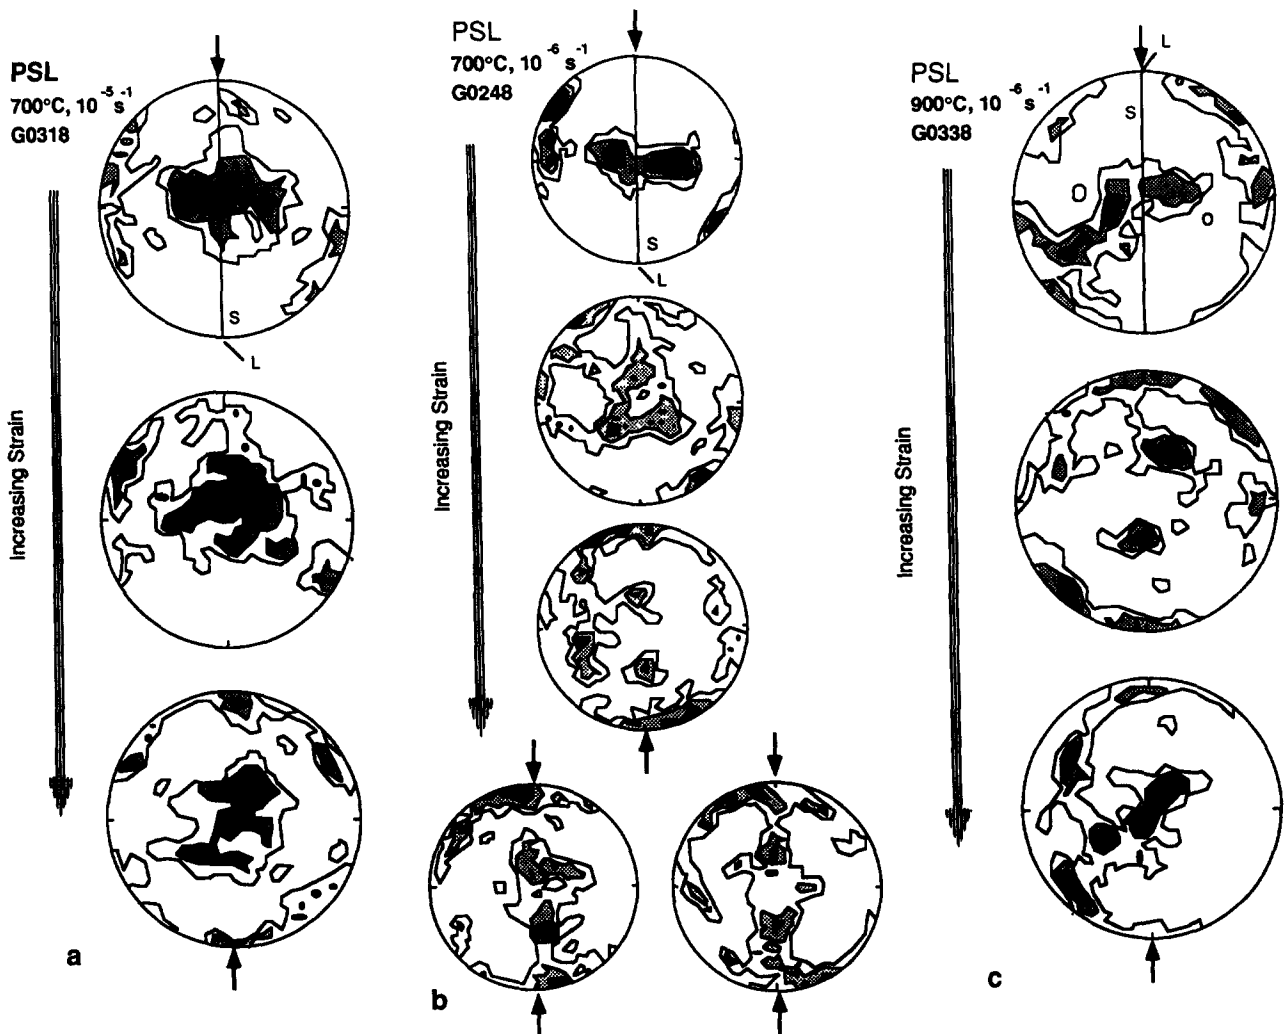 PSL
700°C, 10⁻⁵ s⁻¹
G0318
S
L
Increasing Strain
a
PSL
700°C, 10⁻⁶ s⁻¹
G0248
S
L
Increasing Strain
b
PSL
900°C, 10⁻⁶ s⁻¹
G0338
L
S
Increasing Strain
c